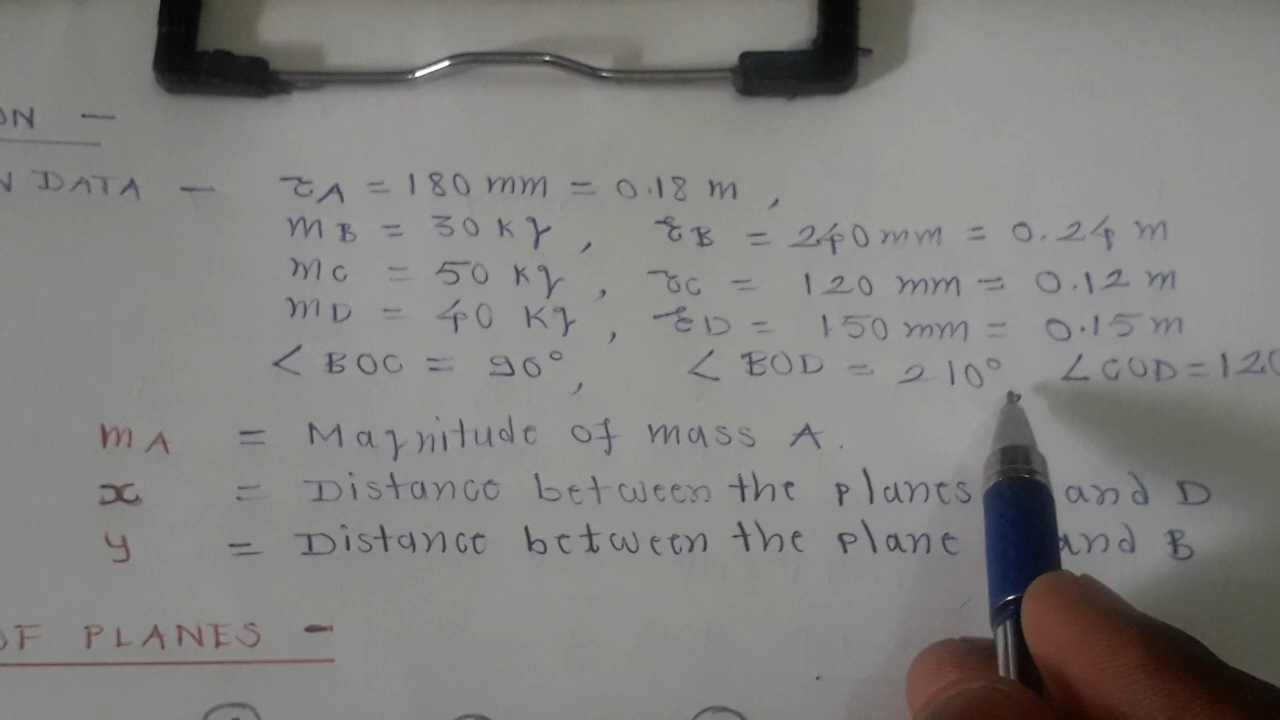 ON -
N DATA - rA = 180 mm = 0.18 m ,
mB = 30 Kg , rB = 240 mm = 0.24 m
mC = 50 Kg , rC = 120 mm = 0.12 m
mD = 40 Kg , rD = 150 mm = 0.15 m
∠ BOC = 90° , ∠ BOD = 210° ∠COD = 120
mA = Magnitude of mass A.
x = Distance between the planes and D
y = Distance between the plane and B
OF PLANES -